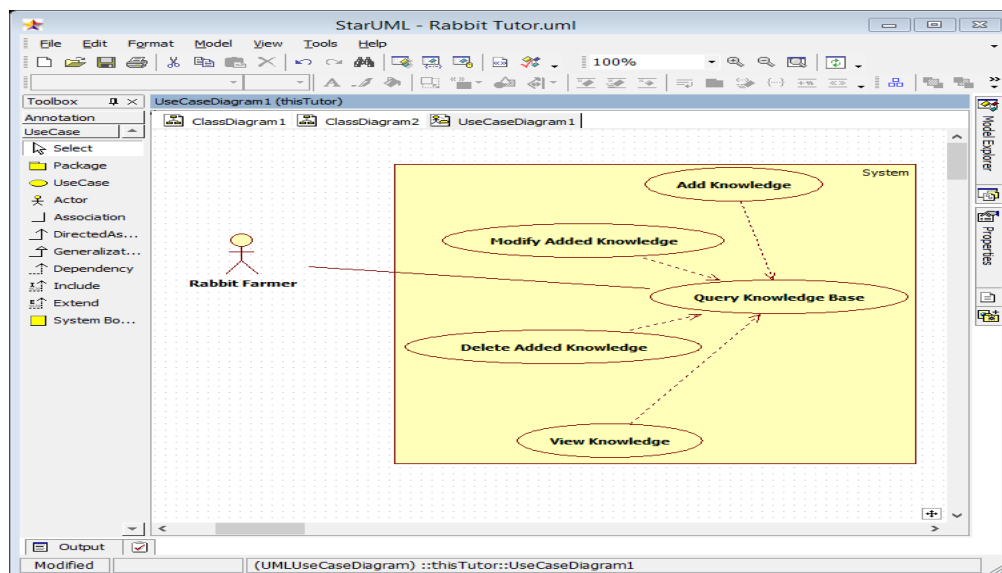 StarUML - Rabbit Tutor.uml
File Edit Format Model View Tools Help
100%
Toolbox
UseCaseDiagram1 (thisTutor)
Annotation
UseCase
ClassDiagram1 ClassDiagram2 UseCaseDiagram1
Select
Package
UseCase
Actor
Association
DirectedAs...
Generalizat...
Dependency
Include
Extend
System Bo...
System
Add Knowledge
Modify Added Knowledge
Rabbit Farmer
Query Knowledge Base
Delete Added Knowledge
View Knowledge
Model Explorer
Properties
Output
Modified
(UMLUseCaseDiagram) ::thisTutor::UseCaseDiagram1